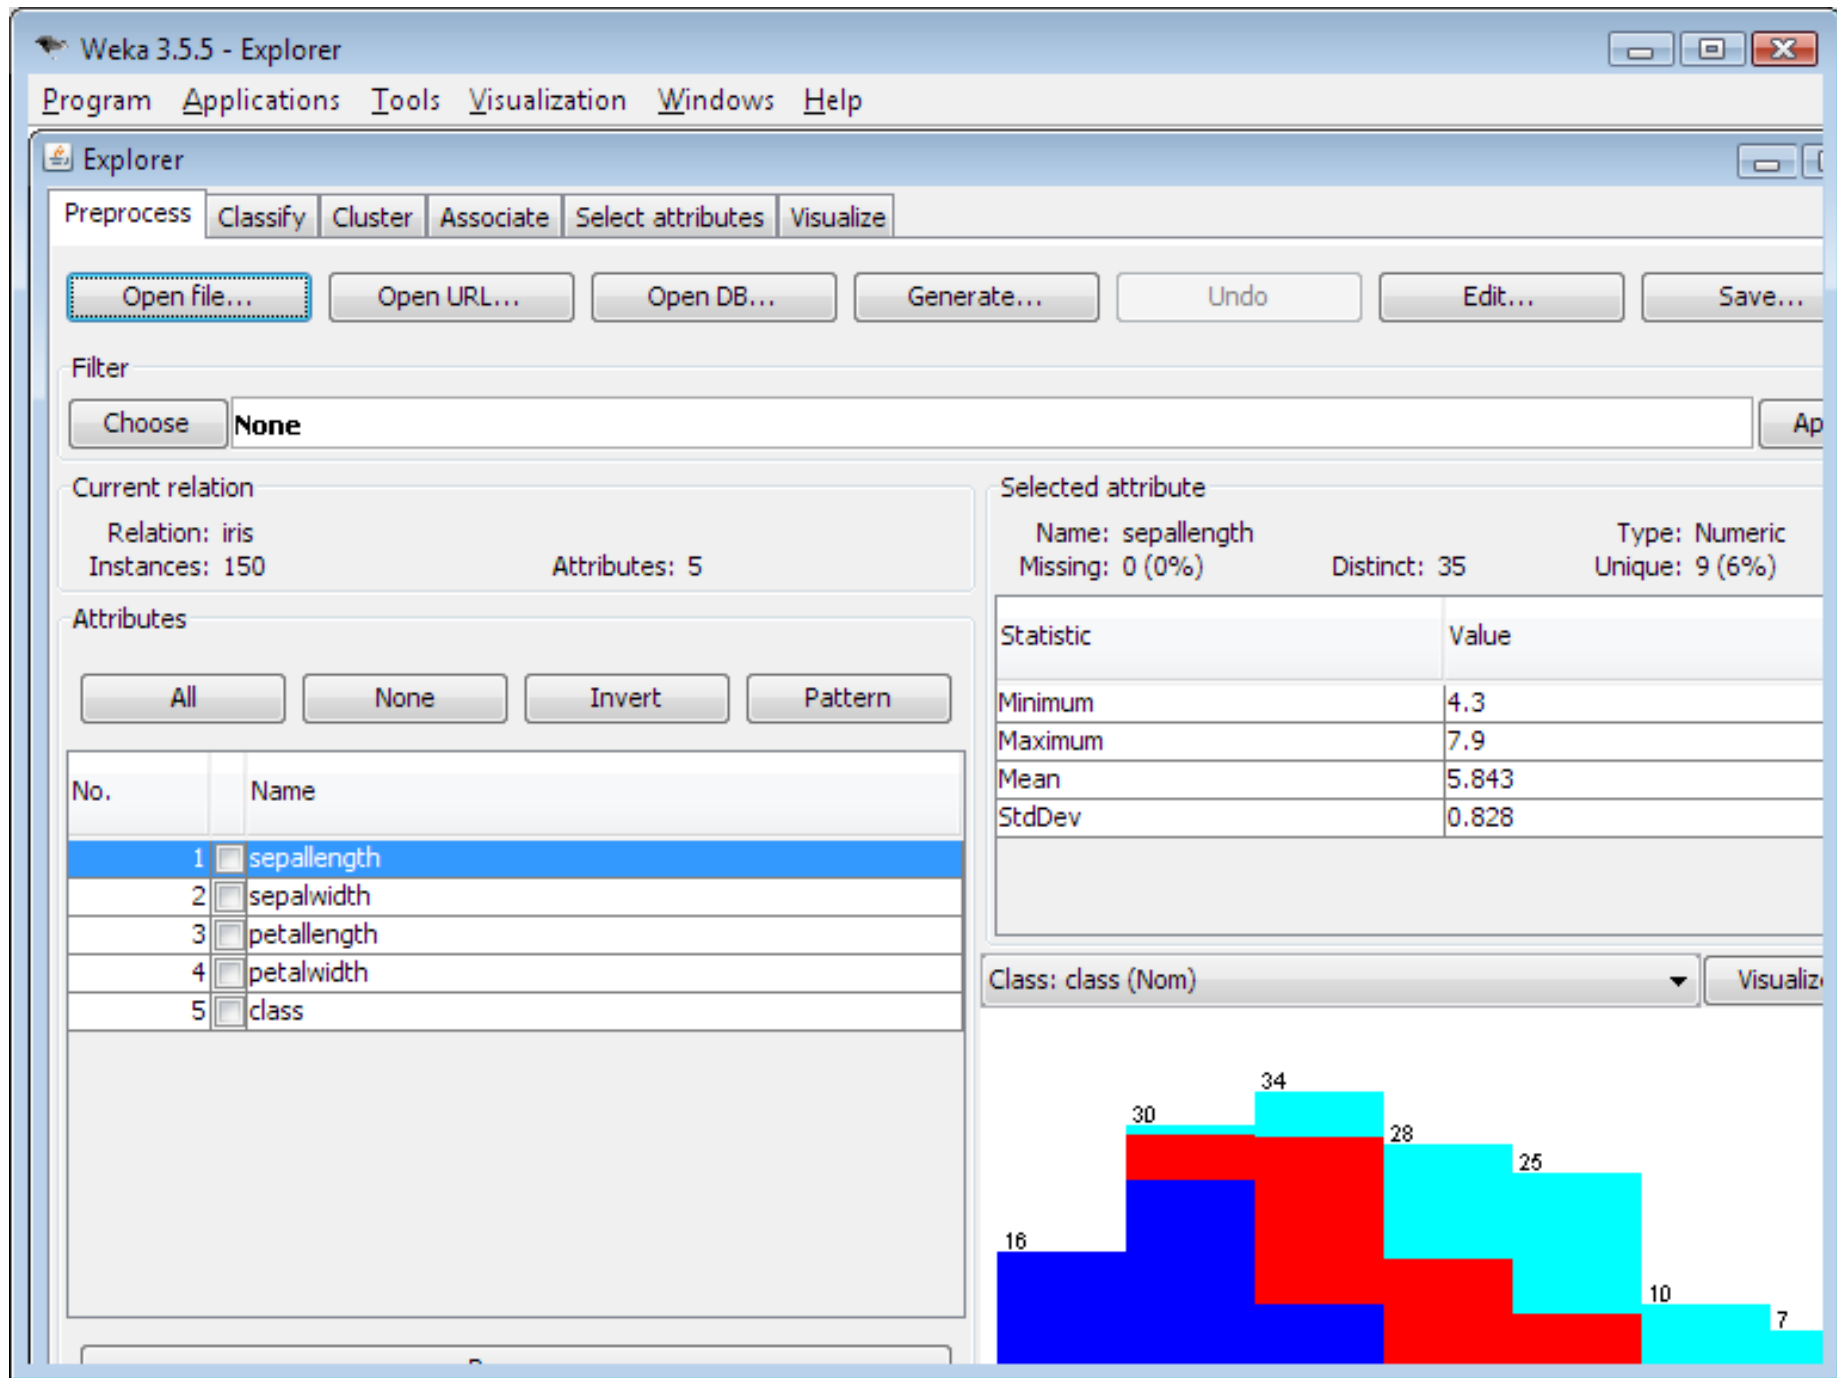 Weka 3.5.5 - Explorer
Program Applications Tools Visualization Windows Help
Explorer
Preprocess Classify Cluster Associate Select attributes Visualize
Open file... Open URL... Open DB... Generate... Undo Edit... Save...
Filter
Choose None
Current relation
Relation: iris
Instances: 150 Attributes: 5
Attributes
All None Invert Pattern
No. Name
1 sepallength
2 sepalwidth
3 petallength
4 petalwidth
5 class
Selected attribute
Name: sepallength Type: Numeric
Missing: 0 (0%) Distinct: 35 Unique: 9 (6%)
Statistic Value
Minimum 4.3
Maximum 7.9
Mean 5.843
StdDev 0.828
Class: class (Nom) Visualize
34
30
28
25
16
10
7